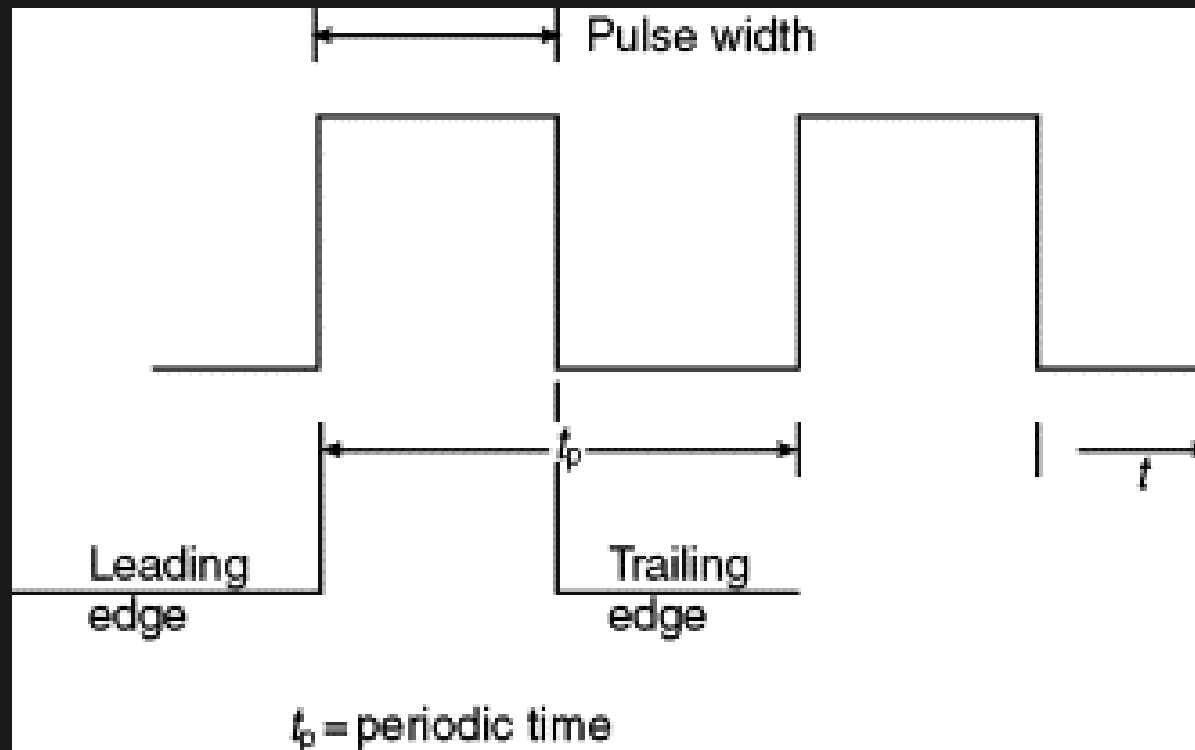 Pulse width
tp
t
Leading
edge
Trailing
edge
tp = periodic time